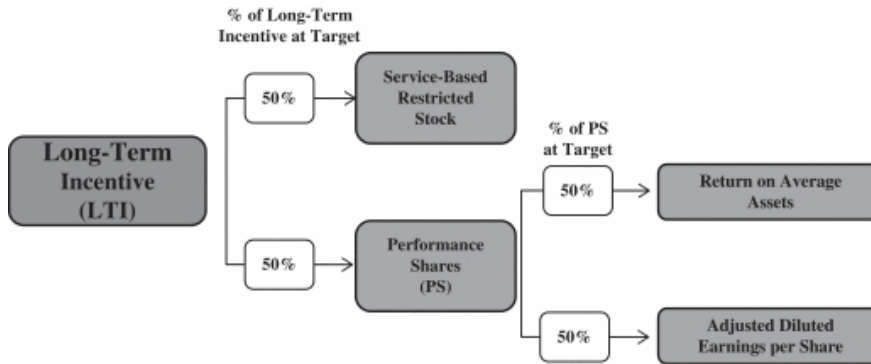 % of Long-Term
Incentive at Target
50%
Service-Based
Restricted
Stock
Long-Term
Incentive
(LTI)
50%
Performance
Shares
(PS)
% of PS
at Target
50%
Return on Average
Assets
50%
Adjusted Diluted
Earnings per Share